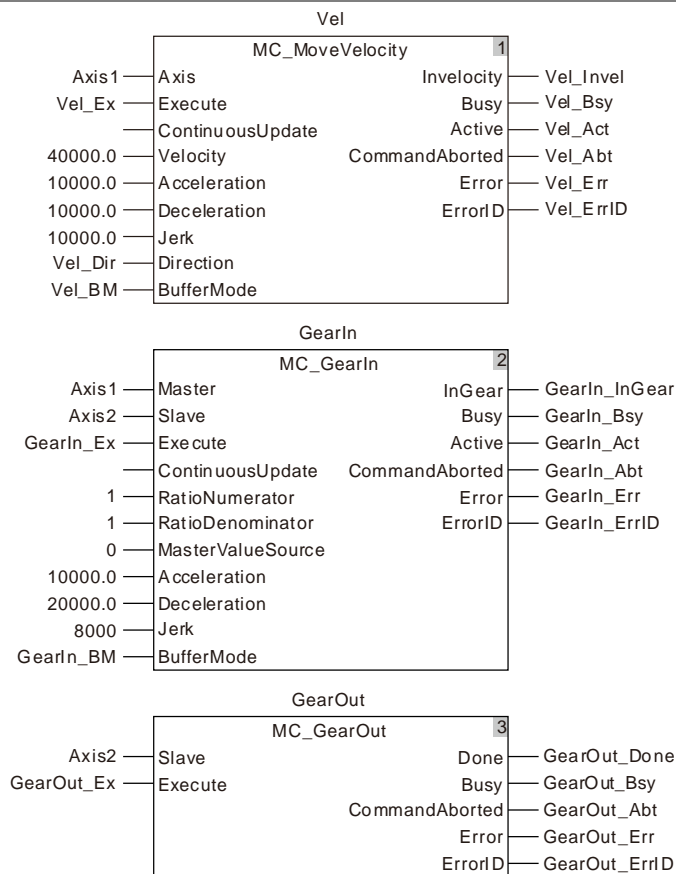 Vel
MC_MoveVelocity 1
Axis1 Axis Invelocity Vel_Invel
Vel_Ex Execute Busy Vel_Bsy
ContinuousUpdate Active Vel_Act
40000.0 Velocity CommandAborted Vel_Abt
10000.0 Acceleration Error Vel_Err
10000.0 Deceleration ErrorID Vel_ErrID
10000.0 Jerk
Vel_Dir Direction
Vel_BM BufferMode
GearIn
MC_GearIn 2
Axis1 Master InGear GearIn_InGear
Axis2 Slave Busy GearIn_Bsy
GearIn_Ex Execute Active GearIn_Act
ContinuousUpdate CommandAborted GearIn_Abt
1 RatioNumerator Error GearIn_Err
1 RatioDenominator ErrorID GearIn_ErrID
0 MasterValueSource
10000.0 Acceleration
20000.0 Deceleration
8000 Jerk
GearIn_BM BufferMode
GearOut
MC_GearOut 3
Axis2 Slave Done GearOut_Done
GearOut_Ex Execute Busy GearOut_Bsy
CommandAborted GearOut_Abt
Error GearOut_Err
ErrorID GearOut_ErrID